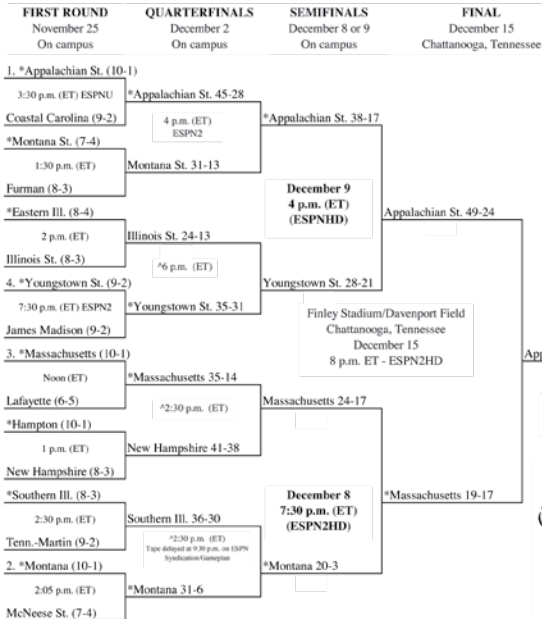 FIRST ROUND
November 25
On campus
QUARTERFINALS
December 2
On campus
SEMIFINALS
December 8 or 9
On campus
FINAL
December 15
Chattanooga, Tennessee
1. *Appalachian St. (10-1)
3:30 p.m. (ET) ESPNU
Coastal Carolina (9-2)
*Montana St. (7-4)
1:30 p.m. (ET)
Furman (8-3)
*Eastern Ill. (8-4)
2 p.m. (ET)
Illinois St. (8-3)
4. *Youngstown St. (9-2)
7:30 p.m. (ET) ESPN2
James Madison (9-2)
3. *Massachusetts (10-1)
Noon (ET)
Lafayette (6-5)
*Hampton (10-1)
1 p.m. (ET)
New Hampshire (8-3)
*Southern Ill. (8-3)
2:30 p.m. (ET)
Tenn.-Martin (9-2)
2. *Montana (10-1)
2:05 p.m. (ET)
McNeese St. (7-4)
*Appalachian St. 45-28
4 p.m. (ET)
ESPN2
Montana St. 31-13
Illinois St. 24-13
^6 p.m. (ET)
*Youngstown St. 35-31
*Massachusetts 35-14
^2:30 p.m. (ET)
New Hampshire 41-38
Southern Ill. 36-30
^2:30 p.m. (ET)
Tape delayed at 9:30 p.m. on ESPN
Syndication/Gameplan
*Montana 31-6
*Appalachian St. 38-17
December 9
4 p.m. (ET)
(ESPNHD)
Youngstown St. 28-21
Massachusetts 24-17
December 8
7:30 p.m. (ET)
(ESPN2HD)
*Montana 20-3
Appalachian St. 49-24
Finley Stadium/Davenport Field
Chattanooga, Tennessee
December 15
8 p.m. ET - ESPN2HD
*Massachusetts 19-17
App